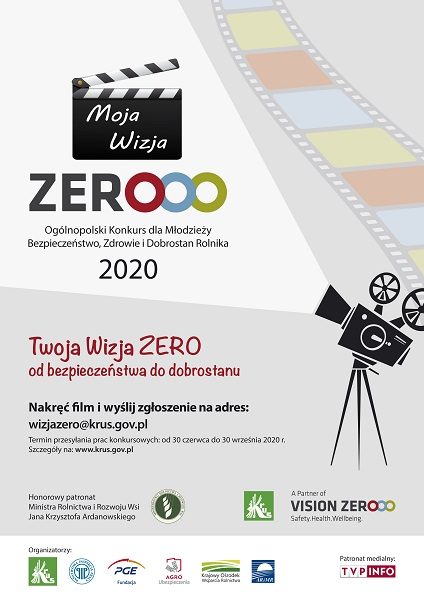 Moja
Wizja
ZEROOO
Ogólnopolski Konkurs dla Młodzieży
Bezpieczeństwo, Zdrowie i Dobrostan Rolnika
2020
Twoja Wizja ZERO
od bezpieczeństwa do dobrostanu
Nakręć film i wyślij zgłoszenie na adres:
wizjazero@krus.gov.pl
Termin przesyłania prac konkursowych: od 30 czerwca do 30 września 2020 r.
Szczegóły na: www.krus.gov.pl
Honorowy patronat
Ministra Rolnictwa i Rozwoju Wsi
Jana Krzysztofa Ardanowskiego
A Partner of
VISION ZEROOO
Safety.Health.Wellbeing.
Organizatorzy:
PGE
Fundacja
AGRO
Ubezpieczenia
Krajowy Ośrodek
Wsparcia Rolnictwa
ARiMR
Patronat medialny:
TVP INFO